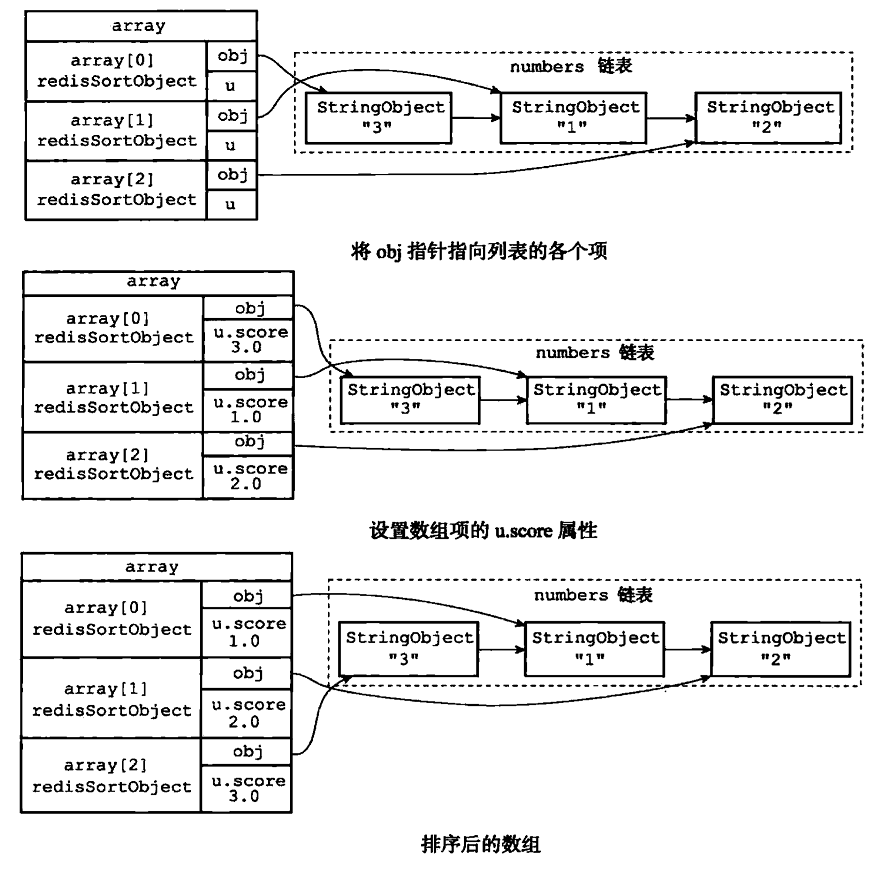 array
array[0]
redisSortObject
obj
u
array[1]
redisSortObject
obj
u
array[2]
redisSortObject
obj
u
numbers 链表
StringObject
"3"
StringObject
"1"
StringObject
"2"
将 obj 指针指向列表的各个项
array
array[0]
redisSortObject
obj
u.score
3.0
array[1]
redisSortObject
obj
u.score
1.0
array[2]
redisSortObject
obj
u.score
2.0
numbers 链表
StringObject
"3"
StringObject
"1"
StringObject
"2"
设置数组项的 u.score 属性
array
array[0]
redisSortObject
obj
u.score
1.0
array[1]
redisSortObject
obj
u.score
2.0
array[2]
redisSortObject
obj
u.score
3.0
numbers 链表
StringObject
"3"
StringObject
"1"
StringObject
"2"
排序后的数组